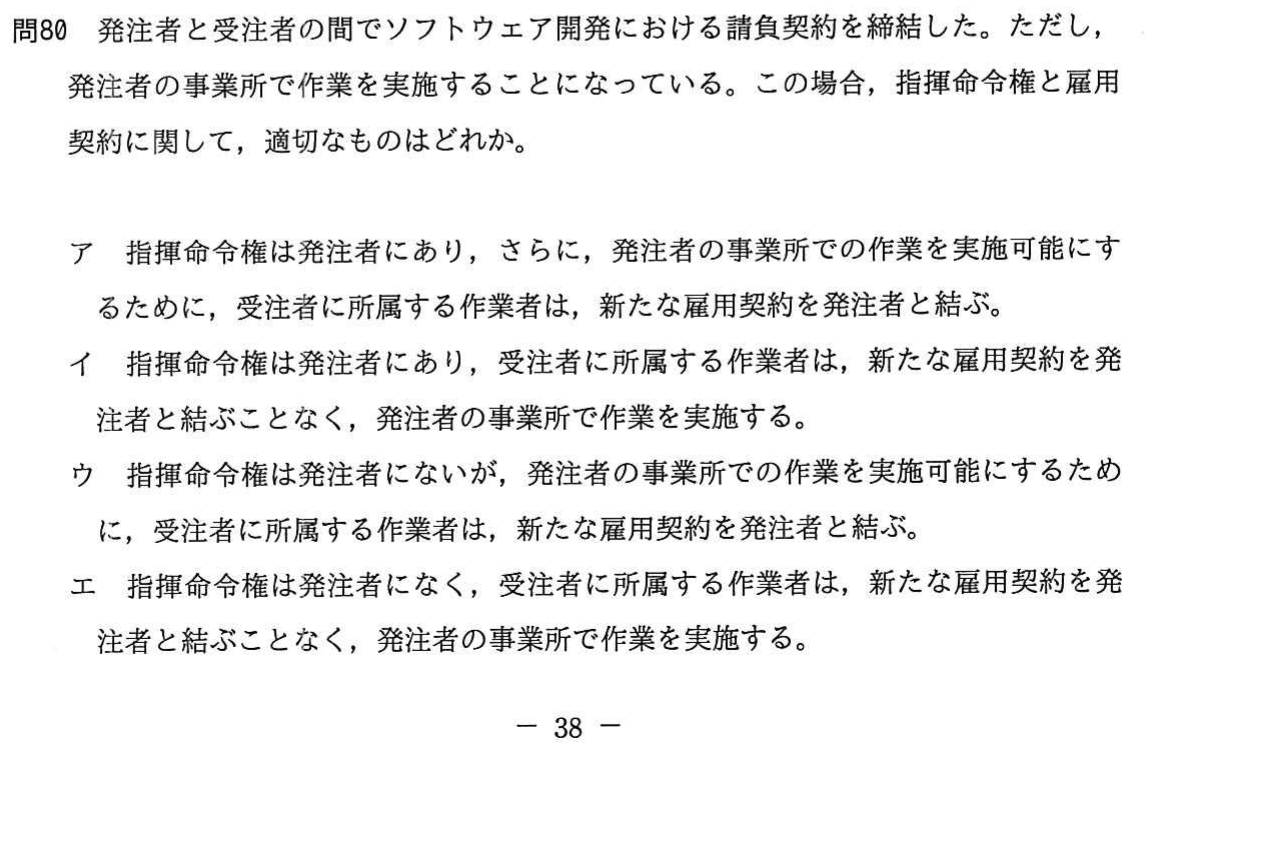 問80　発注者と受注者の間でソフトウェア開発における請負契約を締結した。ただし，
発注者の事業所で作業を実施することになっている。この場合，指揮命令権と雇用
契約に関して，適切なものはどれか。
ア　指揮命令権は発注者にあり，さらに，発注者の事業所での作業を実施可能にす
るために，受注者に所属する作業者は，新たな雇用契約を発注者と結ぶ。
イ　指揮命令権は発注者にあり，受注者に所属する作業者は，新たな雇用契約を発
注者と結ぶことなく，発注者の事業所で作業を実施する。
ウ　指揮命令権は発注者にないが，発注者の事業所での作業を実施可能にするため
に，受注者に所属する作業者は，新たな雇用契約を発注者と結ぶ。
エ　指揮命令権は発注者になく，受注者に所属する作業者は，新たな雇用契約を発
注者と結ぶことなく，発注者の事業所で作業を実施する。
－ 38 －